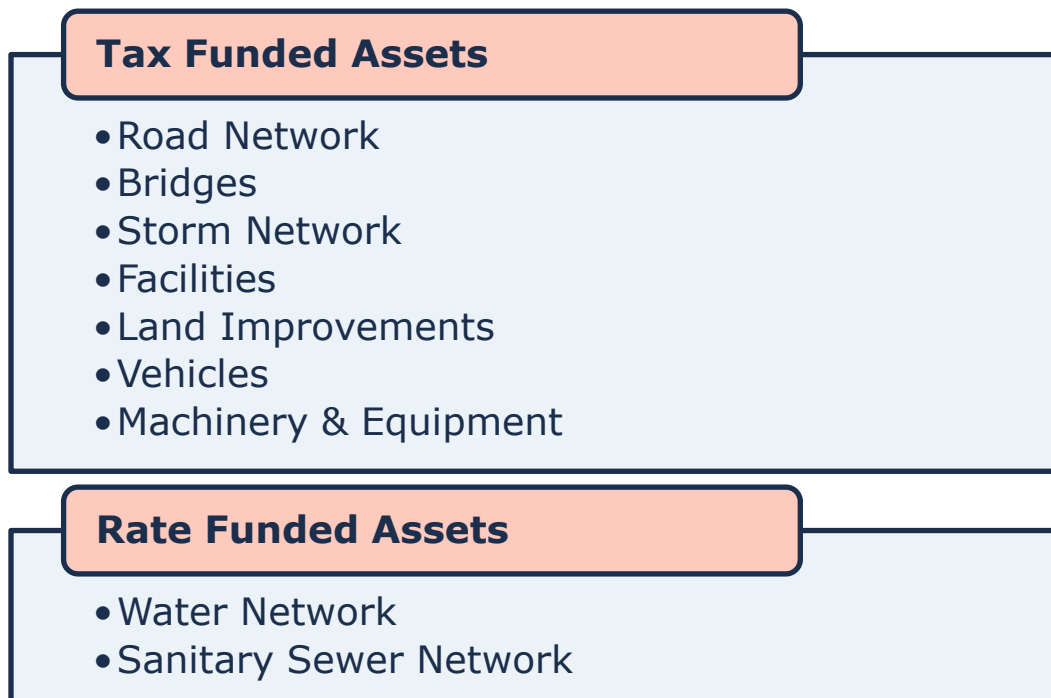 Tax Funded Assets
•Road Network
•Bridges
•Storm Network
•Facilities
•Land Improvements
•Vehicles
•Machinery & Equipment
Rate Funded Assets
•Water Network
•Sanitary Sewer Network